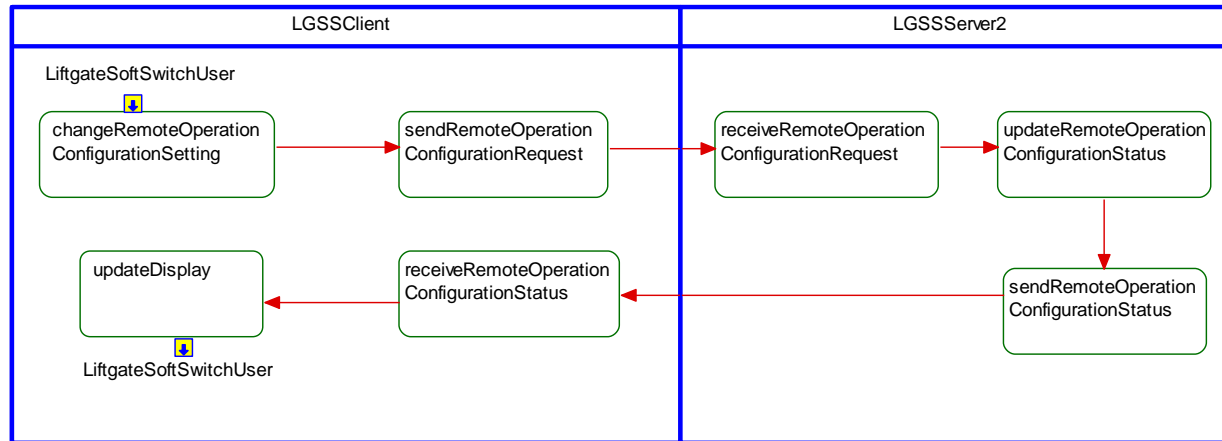 LGSSClient
LGSSServer2
LiftgateSoftSwitchUser
changeRemoteOperation
ConfigurationSetting
sendRemoteOperation
ConfigurationRequest
receiveRemoteOperation
ConfigurationRequest
updateRemoteOperation
ConfigurationStatus
updateDisplay
receiveRemoteOperation
ConfigurationStatus
sendRemoteOperation
ConfigurationStatus
LiftgateSoftSwitchUser